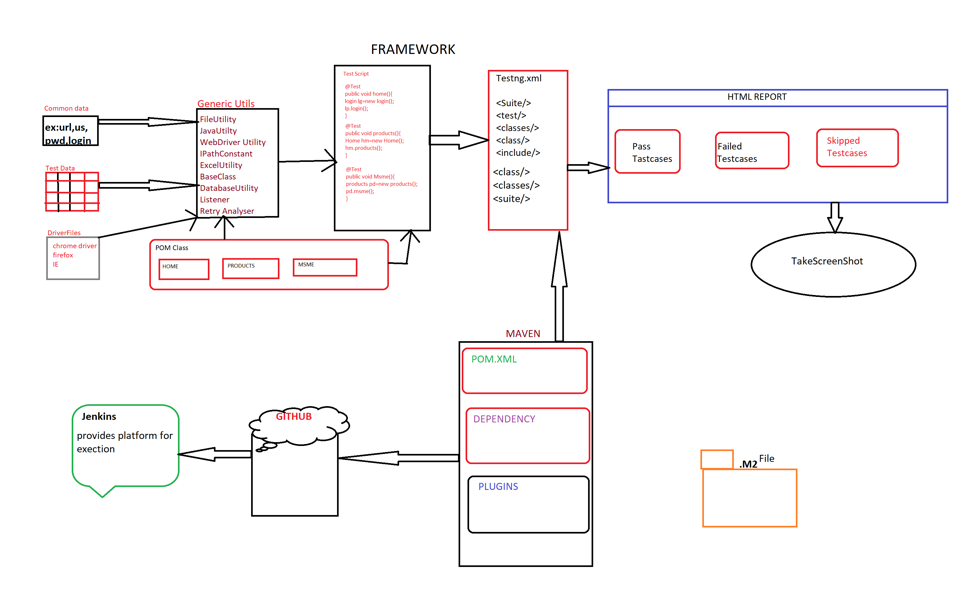 FRAMEWORK
Common data
ex:url,us,
pwd,login
Test Data
DriverFiles
chrome driver
firefox
IE
Generic Utils
FileUtility
JavaUtilty
WebDriver Utility
IPathConstant
ExcelUtility
BaseClass
DatabaseUtility
Listener
Retry Analyser
POM Class
HOME
PRODUCTS
MSME
Test Script
@Test
public void home(){
login lg=new login();
lp.login();
}
@Test
public void products(){
Home hm=new Home();
hm.products();
}
@Test
public void Msme(){
products pd=new products();
pd.msme();
}
Testng.xml
<Suite/>
<test/>
<classes/>
<class/>
<include/>
<class/>
<classes/>
<suite/>
HTML REPORT
Pass
Tastcases
Failed
Testcases
Skipped
Testcases
TakeScreenShot
MAVEN
POM.XML
DEPENDENCY
PLUGINS
GITHUB
Jenkins
provides platform for
exection
.M2 File